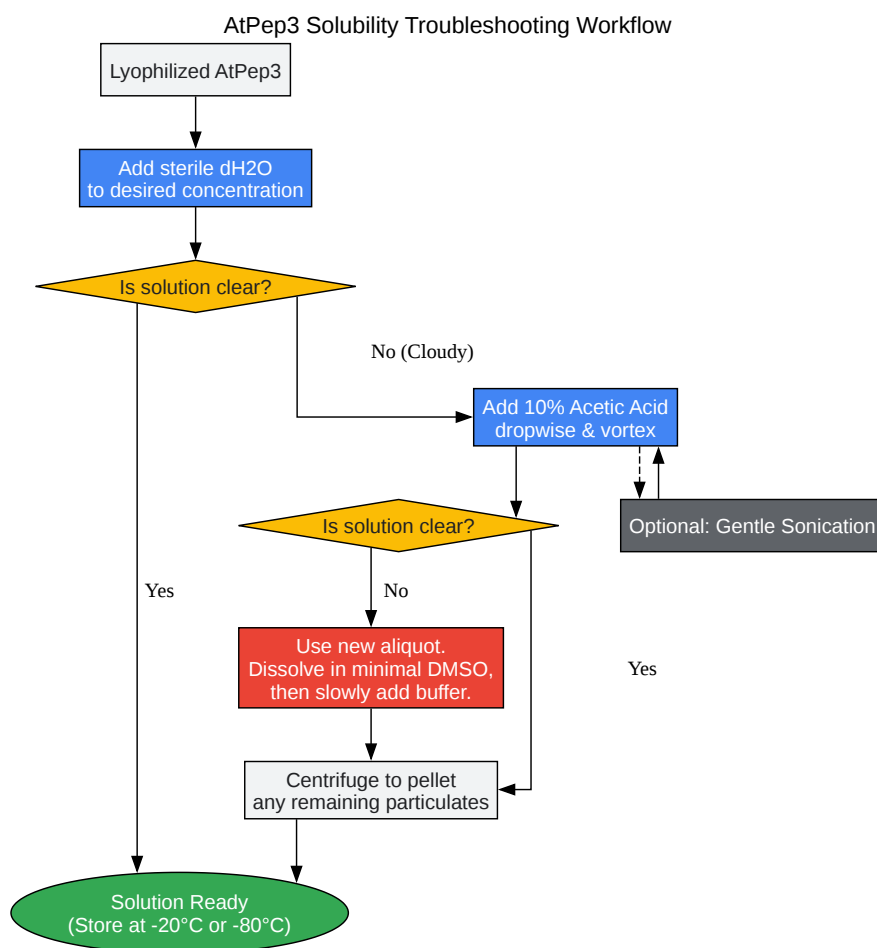 AtPep3 Solubility Troubleshooting Workflow
Lyophilized AtPep3
Add sterile dH2O
to desired concentration
Is solution clear?
No (Cloudy)
Add 10% Acetic Acid
dropwise & vortex
Is solution clear?
Optional: Gentle Sonication
Yes
No
Use new aliquot.
Dissolve in minimal DMSO,
then slowly add buffer.
Yes
Centrifuge to pellet
any remaining particulates
Solution Ready
(Store at -20°C or -80°C)